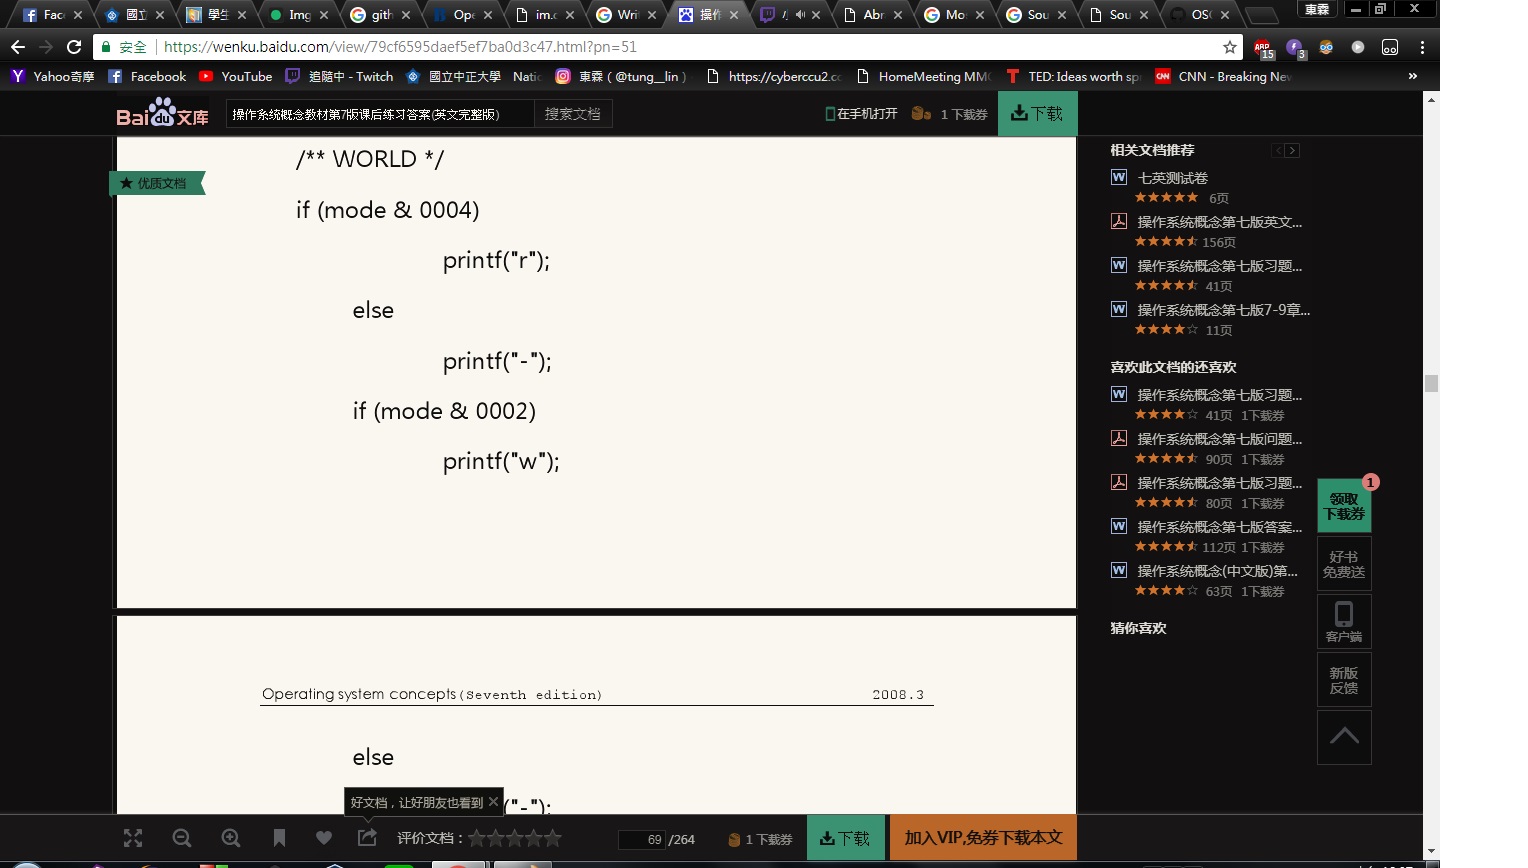 Fac
國立
學生
Img
gith
Ope
im.c
Wri
操作
Abr
Mo
Sou
Sou
OSC
東霖
安全 https://wenku.baidu.com/view/79cf6595daef5ef7ba0d3c47.html?pn=51
ABP 15 3
Yahoo奇摩 Facebook YouTube 追隨中 - Twitch 國立中正大學 Natio 東霖 ( @tung__lin ) https://cyberccu2.cc HomeMeeting MMC TED: Ideas worth spr CNN - Breaking New »
Bai du 文库 操作系统概念教材第7版课后练习答案(英文完整版) 搜索文档 在手机打开 1 下载券 下载
/** WORLD */
优质文档
if (mode & 0004)
printf("r");
else
printf("-");
if (mode & 0002)
printf("w");
Operating system concepts(Seventh edition) 2008.3
else
("-");
相关文档推荐
七英测试卷
6页
操作系统概念第七版英文...
156页
操作系统概念第七版习题...
41页
操作系统概念第七版7-9章...
11页
喜欢此文档的还喜欢
操作系统概念第七版习题...
41页 1下载券
操作系统概念第七版问题...
90页 1下载券
操作系统概念第七版习题...
80页 1下载券
操作系统概念第七版答案...
112页 1下载券
操作系统概念(中文版)第...
63页 1下载券
猜你喜欢
1
领取
下载券
好书
免费送
客户端
新版
反馈
好文档，让好朋友也看到
评价文档： 69 /264 1 下载券 下载 加入VIP,免券下载本文